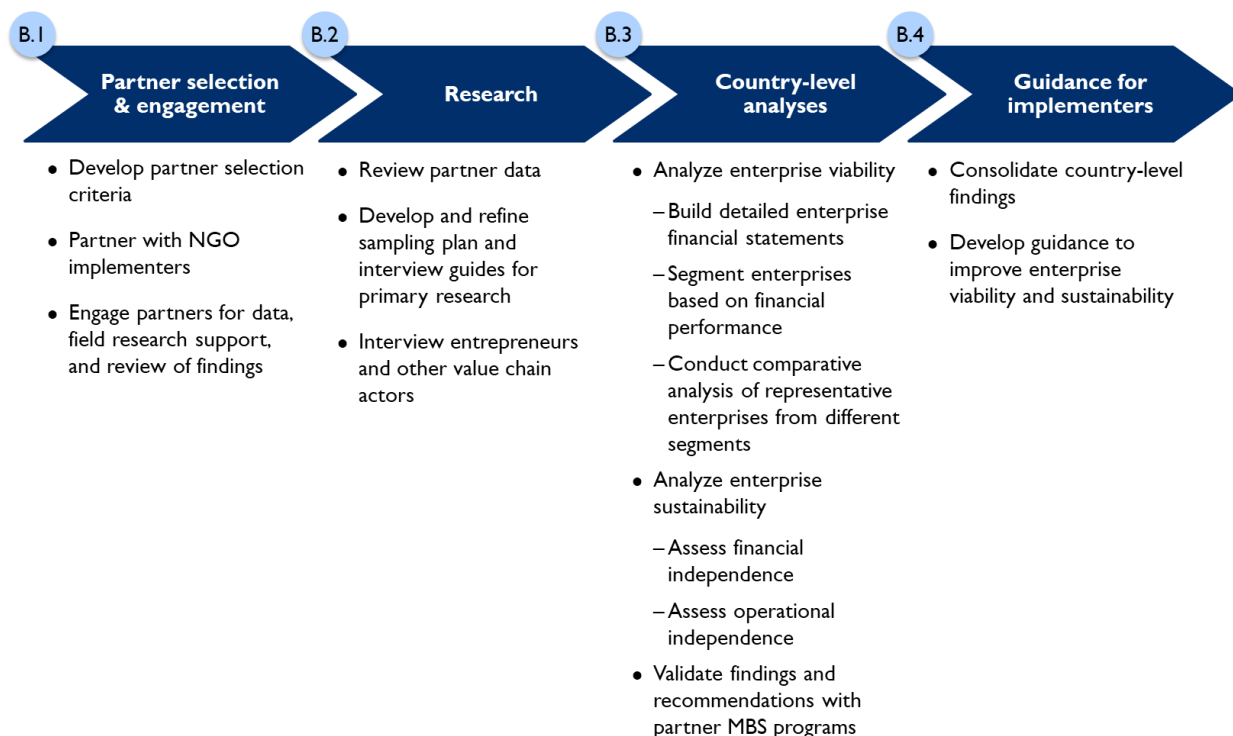 B.1
Partner selection
& engagement
• Develop partner selection
criteria
• Partner with NGO
implementers
• Engage partners for data,
field research support,
and review of findings
B.2
Research
• Review partner data
• Develop and refine
sampling plan and
interview guides for
primary research
• Interview entrepreneurs
and other value chain
actors
B.3
Country-level
analyses
• Analyze enterprise viability
– Build detailed enterprise
financial statements
– Segment enterprises
based on financial
performance
– Conduct comparative
analysis of representative
enterprises from different
segments
• Analyze enterprise
sustainability
– Assess financial
independence
– Assess operational
independence
• Validate findings and
recommendations with
partner MBS programs
B.4
Guidance for
implementers
• Consolidate country-level
findings
• Develop guidance to
improve enterprise
viability and sustainability